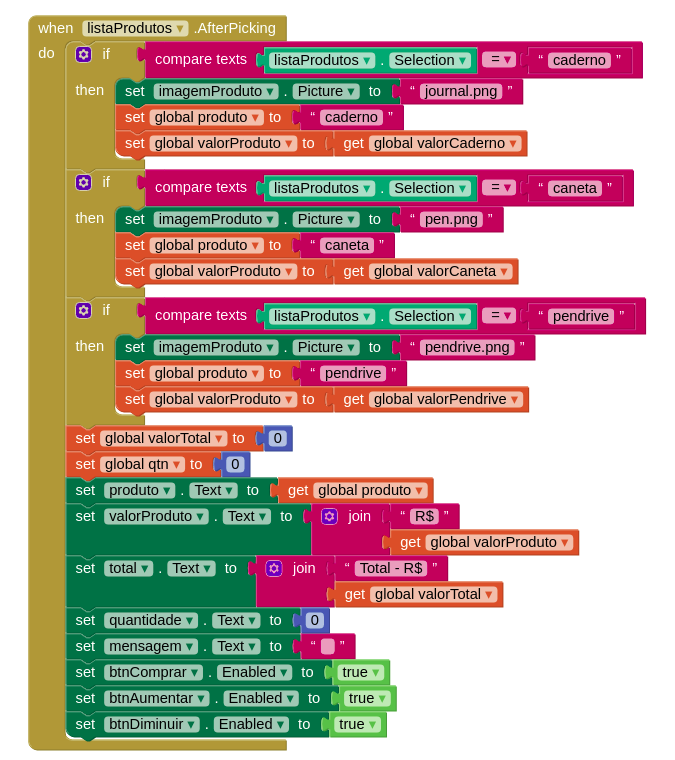 when listaProdutos .AfterPicking
do if compare texts listaProdutos . Selection = “ caderno ”
then set imagemProduto . Picture to “ journal.png ”
set global produto to “ caderno ”
set global valorProduto to get global valorCaderno
if compare texts listaProdutos . Selection = “ caneta ”
then set imagemProduto . Picture to “ pen.png ”
set global produto to “ caneta ”
set global valorProduto to get global valorCaneta
if compare texts listaProdutos . Selection = “ pendrive ”
then set imagemProduto . Picture to “ pendrive.png ”
set global produto to “ pendrive ”
set global valorProduto to get global valorPendrive
set global valorTotal to 0
set global qtn to 0
set produto . Text to get global produto
set valorProduto . Text to join “ R$ ”
get global valorProduto
set total . Text to join “ Total - R$ ”
get global valorTotal
set quantidade . Text to 0
set mensagem . Text to “ ”
set btnComprar . Enabled to true
set btnAumentar . Enabled to true
set btnDiminuir . Enabled to true